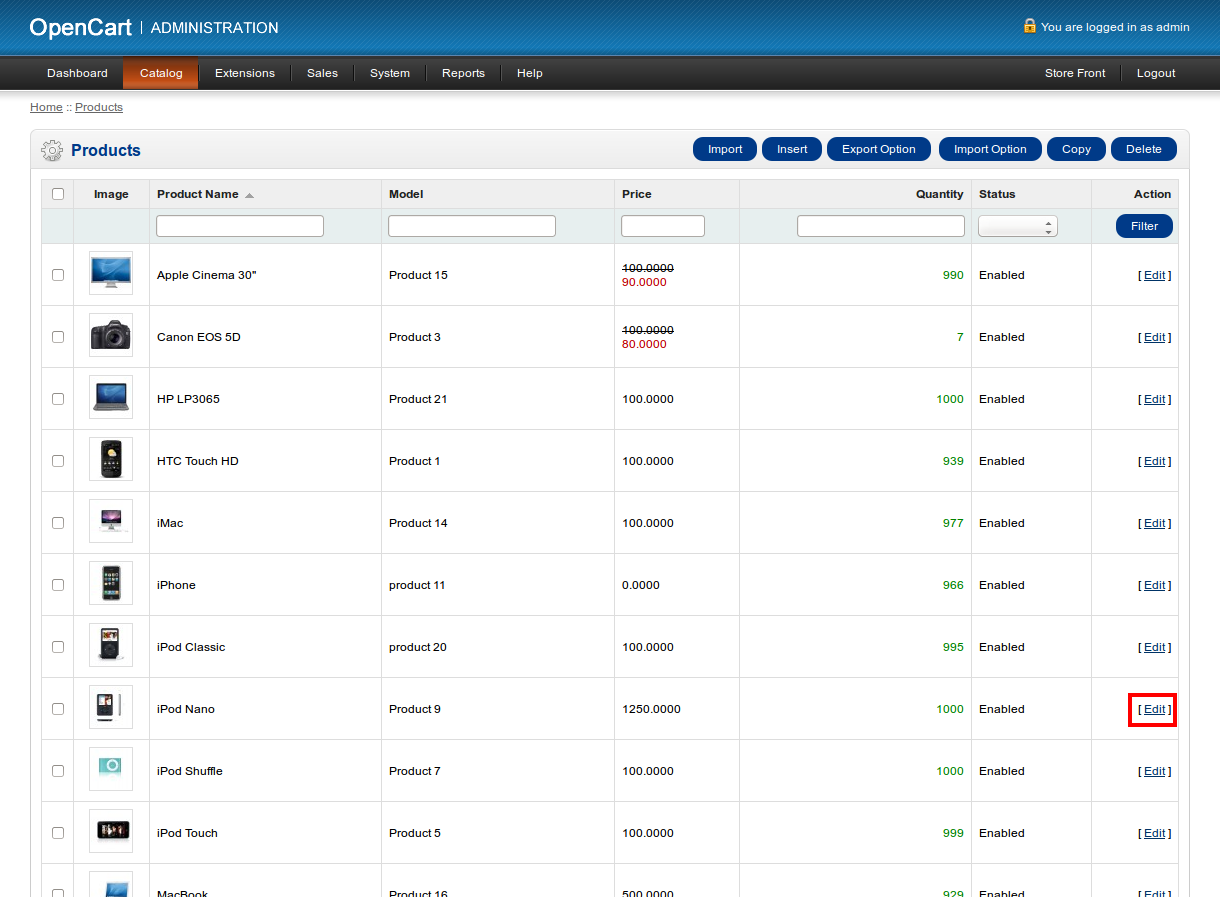 OpenCart | ADMINISTRATION You are logged in as admin
Dashboard Catalog Extensions Sales System Reports Help Store Front Logout
Home :: Products
Products Import Insert Export Option Import Option Copy Delete
Image Product Name Model Price Quantity Status Action
Filter
Apple Cinema 30" Product 15 100.0000 90.0000 990 Enabled [ Edit ]
Canon EOS 5D Product 3 100.0000 80.0000 7 Enabled [ Edit ]
HP LP3065 Product 21 100.0000 1000 Enabled [ Edit ]
HTC Touch HD Product 1 100.0000 939 Enabled [ Edit ]
iMac Product 14 100.0000 977 Enabled [ Edit ]
iPhone product 11 0.0000 966 Enabled [ Edit ]
iPod Classic product 20 100.0000 995 Enabled [ Edit ]
iPod Nano Product 9 1250.0000 1000 Enabled [ Edit ]
iPod Shuffle Product 7 100.0000 1000 Enabled [ Edit ]
iPod Touch Product 5 100.0000 999 Enabled [ Edit ]
MacBook Product 16 500.0000 929 Enabled [ Edit ]